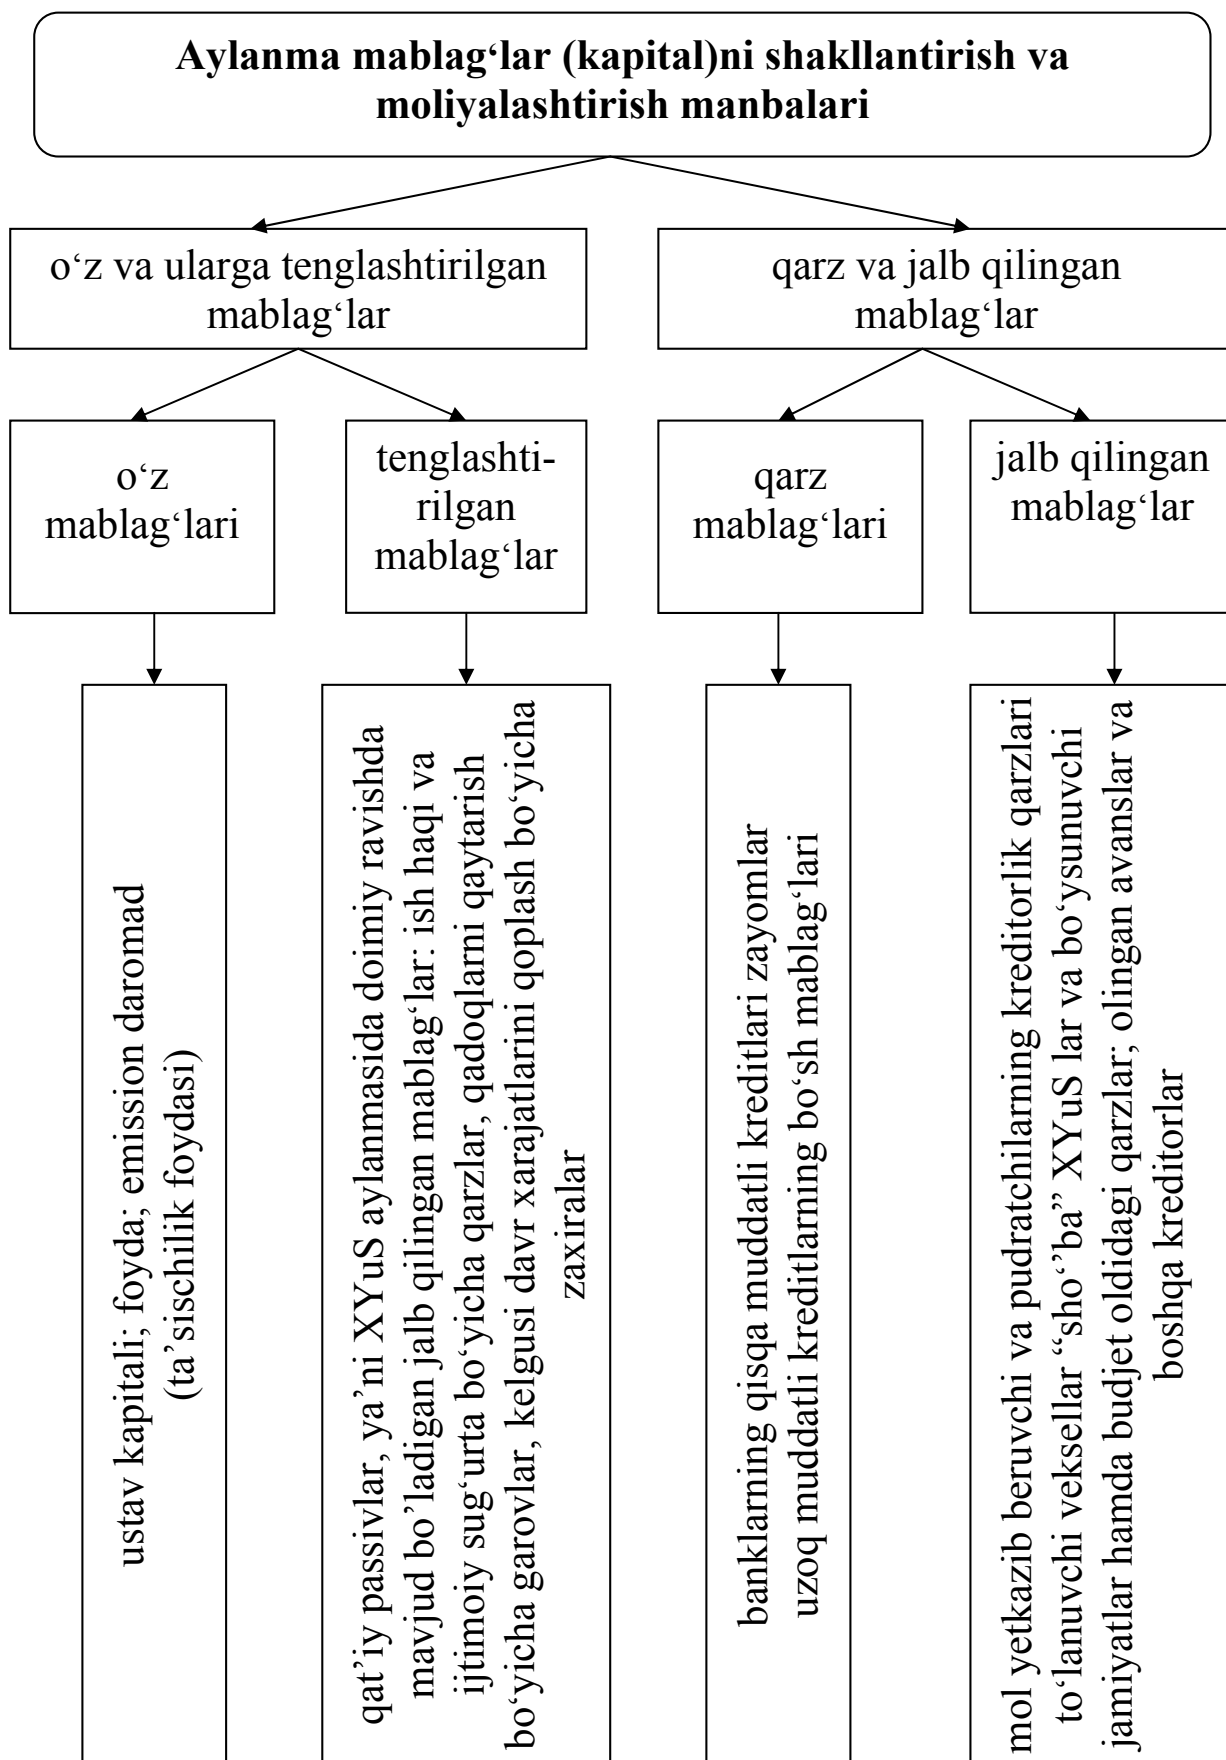 Aylanma mablag‘lar (kapital)ni shakllantirish va
moliyalashtirish manbalari
o‘z va ularga tenglashtirilgan
mablag‘lar
qarz va jalb qilingan
mablag‘lar
o‘z
mablag‘lari
tenglashti-
rilgan
mablag‘lar
qarz
mablag‘lari
jalb qilingan
mablag‘lar
ustav kapitali; foyda; emission daromad
(ta’sischilik foydasi)
qat’iy passivlar, ya’ni XYuS aylanmasida doimiy ravishda
mavjud bo’ladigan jalb qilingan mablag‘lar: ish haqi va
ijtimoiy sug‘urta bo‘yicha qarzlar, qadoqlarni qaytarish
bo‘yicha garovlar, kelgusi davr xarajatlarini qoplash bo‘yicha
zaxiralar
banklarning qisqa muddatli kreditlari zayomlar
uzoq muddatli kreditlarning bo‘sh mablag‘lari
mol yetkazib beruvchi va pudratchilarning kreditorlik qarzlari
to‘lanuvchi veksellar “sho‘’ba” XYuS lar va bo‘ysunuvchi
jamiyatlar hamda budjet oldidagi qarzlar; olingan avanslar va
boshqa kreditorlar